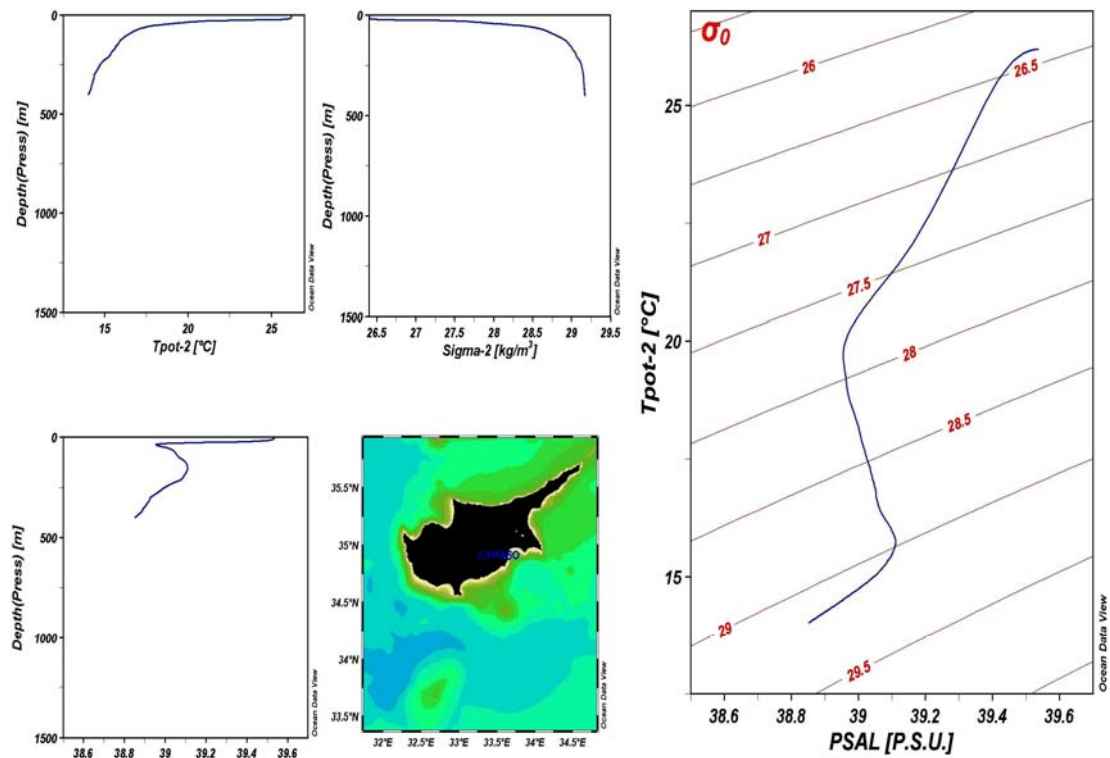 0
500
1000
1500
Depth(Press) [m]
15
20
25
Tpot-2 [°C]
Ocean Data View
0
500
1000
1500
Depth(Press) [m]
26.5
27
27.5
28
28.5
29
29.5
Sigma-2 [kg/m3]
Ocean Data View
σ0
26
26.5
27
27.5
28
28.5
29
29.5
25
20
15
Tpot-2 [°C]
38.6
38.8
39
39.2
39.4
39.6
PSAL [P.S.U.]
Ocean Data View
0
500
1000
1500
Depth(Press) [m]
38.6
38.8
39
39.2
39.4
39.6
Ocean Data View
35.5°N
35°N
34.5°N
34°N
33.5°N
32°E
32.5°E
33°E
33.5°E
34°E
34.5°E
Ocean Data View